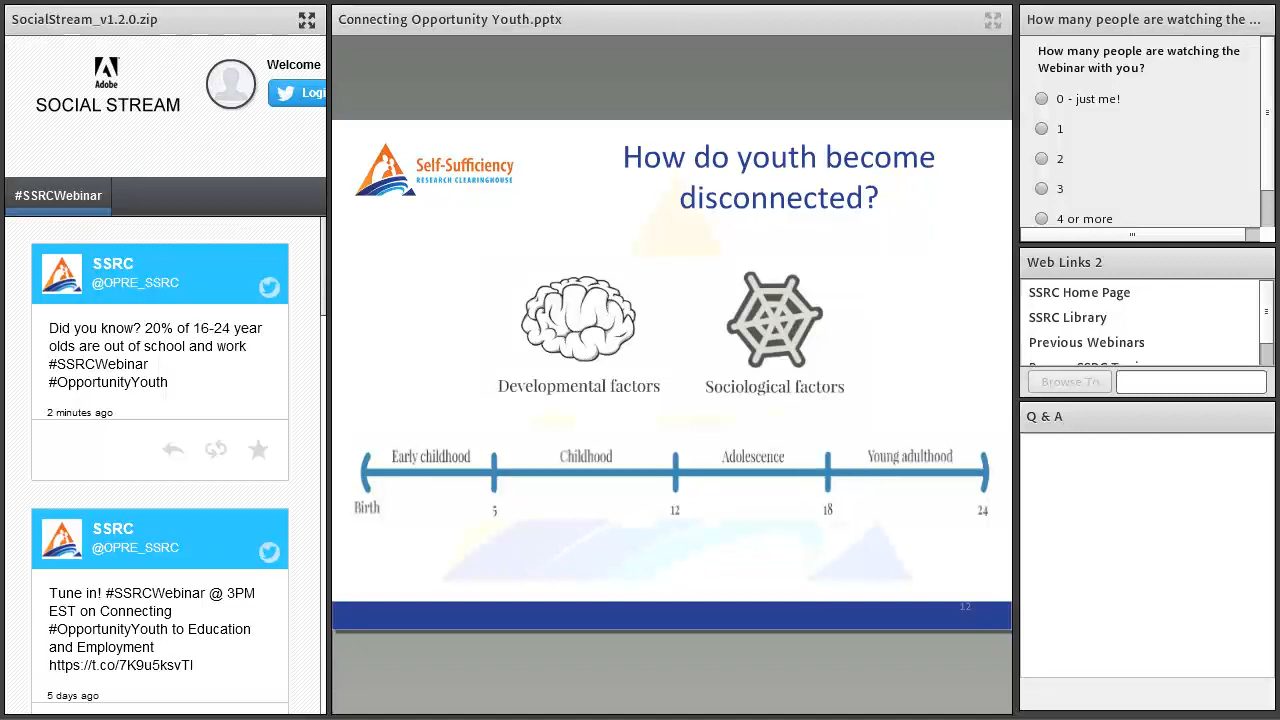 SocialStream_v1.2.0.zip
Adobe
SOCIAL STREAM
Welcome
Logi
#SSRCWebinar
SSRC
@OPRE_SSRC
Did you know? 20% of 16-24 year
olds are out of school and work
#SSRCWebinar
#OpportunityYouth
2 minutes ago
SSRC
@OPRE_SSRC
Tune in! #SSRCWebinar @ 3PM
EST on Connecting
#OpportunityYouth to Education
and Employment
https://t.co/7K9u5ksvTl
5 days ago
Connecting Opportunity Youth.pptx
Self-Sufficiency
RESEARCH CLEARINGHOUSE
How do youth become
disconnected?
Developmental factors
Sociological factors
Early childhood Childhood Adolescence Young adulthood
Birth 5 12 18 24
12
How many people are watching the ...
How many people are watching the
Webinar with you?
0 - just me!
1
2
3
4 or more
Web Links 2
SSRC Home Page
SSRC Library
Previous Webinars
Browse To
Q & A